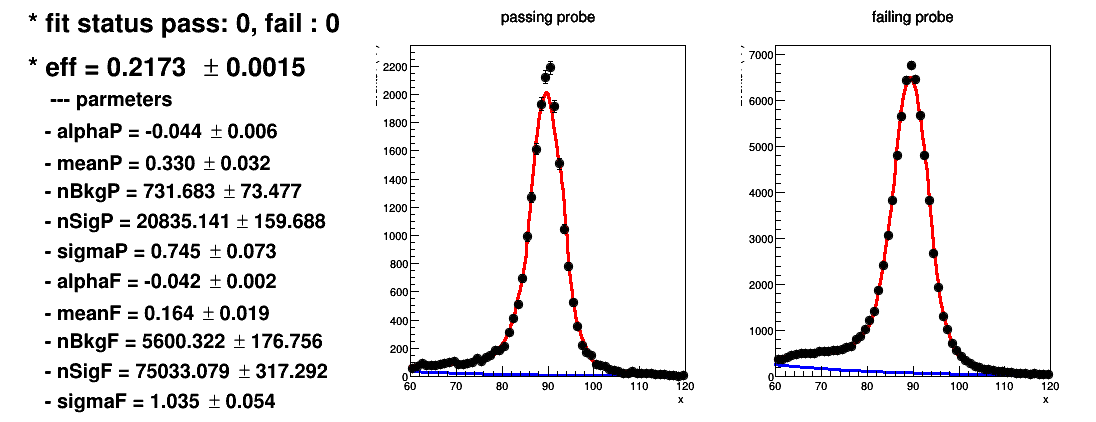 * fit status pass: 0, fail : 0
* eff = 0.2173 ± 0.0015
--- parmeters
- alphaP = -0.044 ± 0.006
- meanP = 0.330 ± 0.032
- nBkgP = 731.683 ± 73.477
- nSigP = 20835.141 ± 159.688
- sigmaP = 0.745 ± 0.073
- alphaF = -0.042 ± 0.002
- meanF = 0.164 ± 0.019
- nBkgF = 5600.322 ± 176.756
- nSigF = 75033.079 ± 317.292
- sigmaF = 1.035 ± 0.054
passing probe
2200
2000
1800
1600
1400
1200
1000
800
600
400
200
0
60 70 80 90 100 110 120
x
failing probe
7000
6000
5000
4000
3000
2000
1000
0
60 70 80 90 100 110 120
x